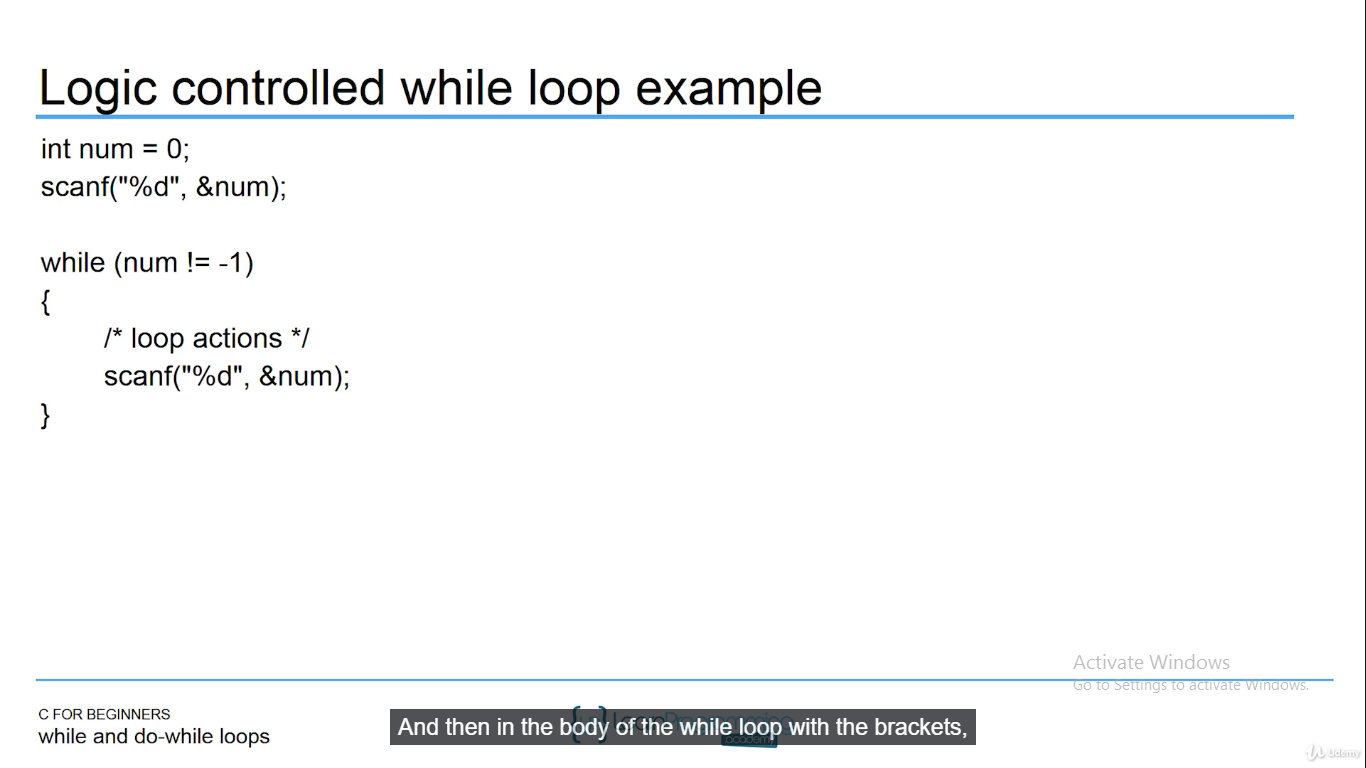 Logic controlled while loop example
int num = 0;
scanf("%d", &num);
while (num != -1)
{
/* loop actions */
scanf("%d", &num);
}
Activate Windows
Go to Settings to activate Windows.
C FOR BEGINNERS
while and do-while loops
And then in the body of the while loop with the brackets,
Udemy